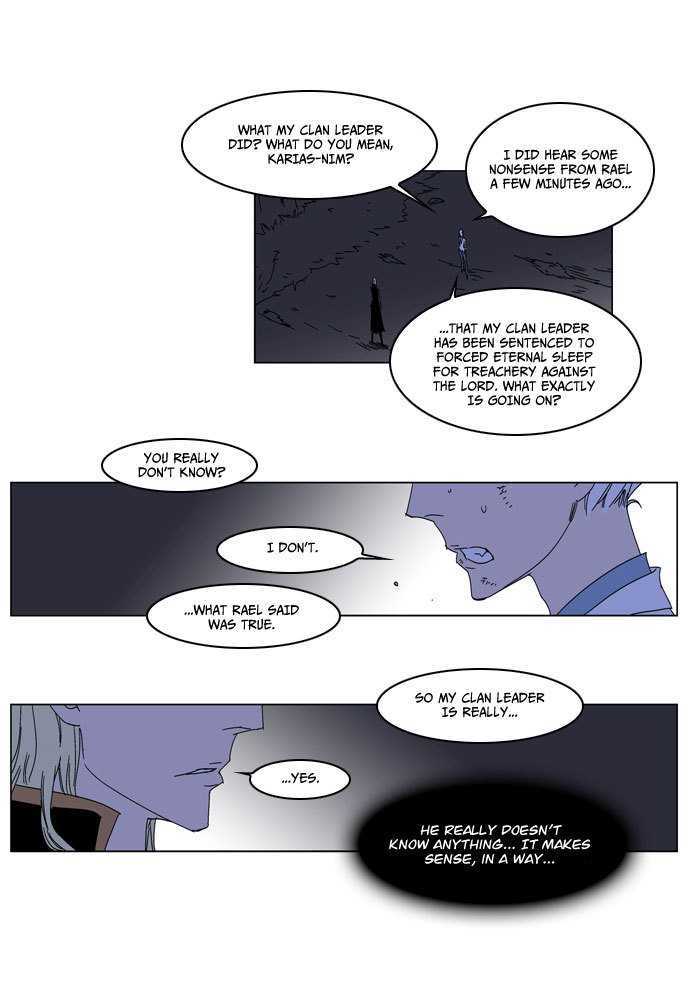 WHAT MY CLAN LEADER
DID? WHAT DO YOU MEAN,
KARIAS-NIM?
I DID HEAR SOME
NONSENSE FROM RAEL
A FEW MINUTES AGO...
...THAT MY CLAN LEADER
HAS BEEN SENTENCED TO
FORCED ETERNAL SLEEP
FOR TREACHERY AGAINST
THE LORD. WHAT EXACTLY
IS GOING ON?
YOU REALLY
DON'T KNOW?
I DON'T.
...WHAT RAEL SAID
WAS TRUE.
SO MY CLAN LEADER
IS REALLY...
...YES.
HE REALLY DOESN'T
KNOW ANYTHING... IT MAKES
SENSE, IN A WAY...